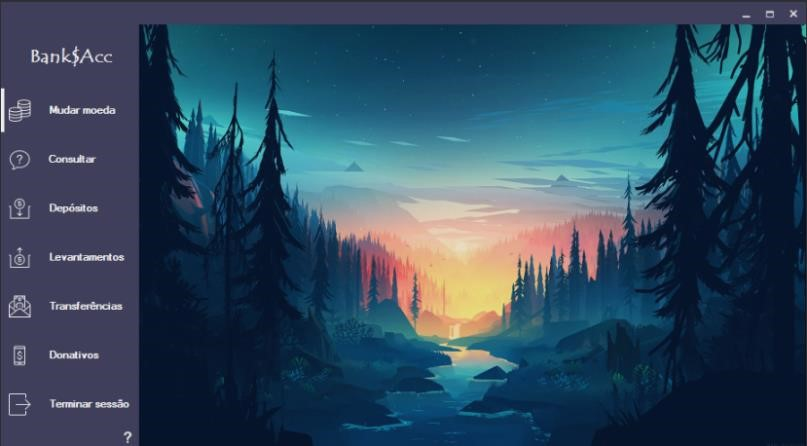 Bank$Acc
Mudar moeda
Consultar
Depósitos
Levantamentos
Transferências
Donativos
Terminar sessão
?